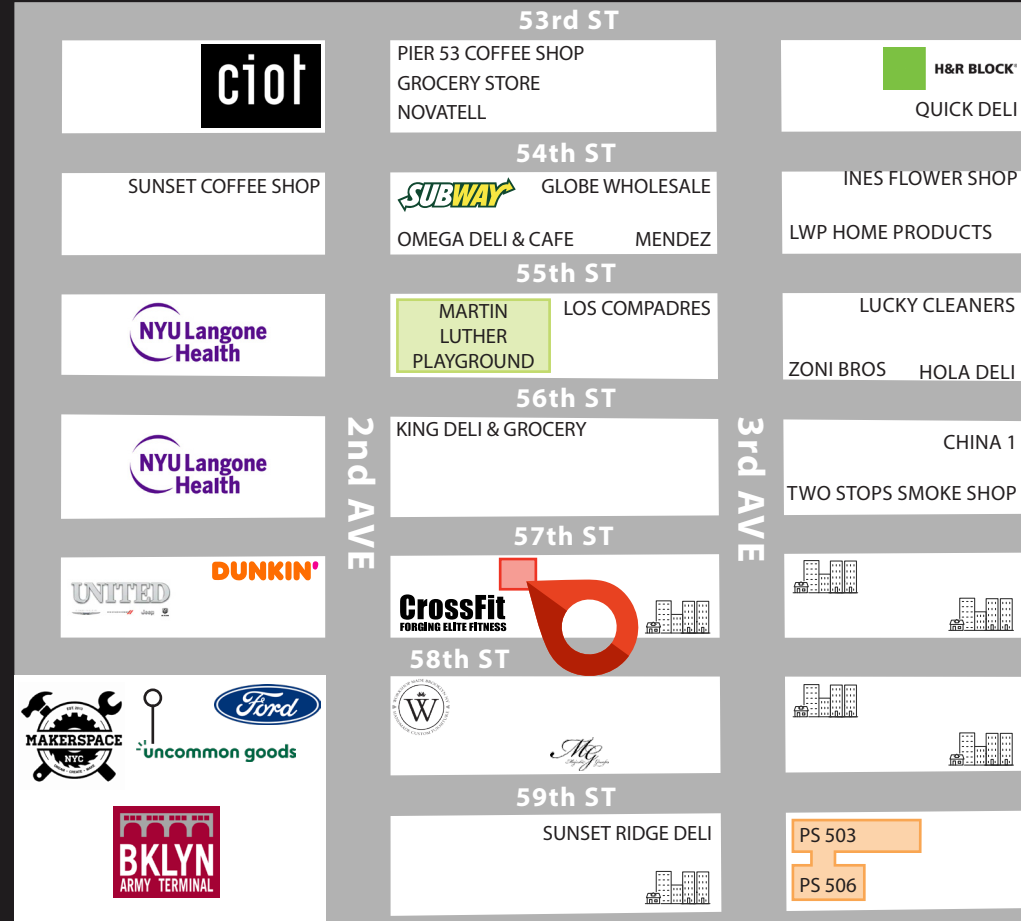 53rd ST
ciot
PIER 53 COFFEE SHOP
GROCERY STORE
NOVATELL
H&R BLOCK®
QUICK DELI
54th ST
SUNSET COFFEE SHOP
SUBWAY
GLOBE WHOLESALE
OMEGA DELI & CAFE
MENDEZ
INES FLOWER SHOP
LWP HOME PRODUCTS
55th ST
NYU Langone
Health
MARTIN
LUTHER
PLAYGROUND
LOS COMPADRES
LUCKY CLEANERS
ZONI BROS
HOLA DELI
56th ST
2nd AVE
3rd AVE
NYU Langone
Health
KING DELI & GROCERY
CHINA 1
TWO STOPS SMOKE SHOP
57th ST
UNITED
Jeep
DUNKIN'
CrossFit
FORGING ELITE FITNESS
58th ST
MAKERSPACE
NYC
Ford
uncommon goods
W
MG
59th ST
BKLYN
ARMY TERMINAL
SUNSET RIDGE DELI
PS 503
PS 506